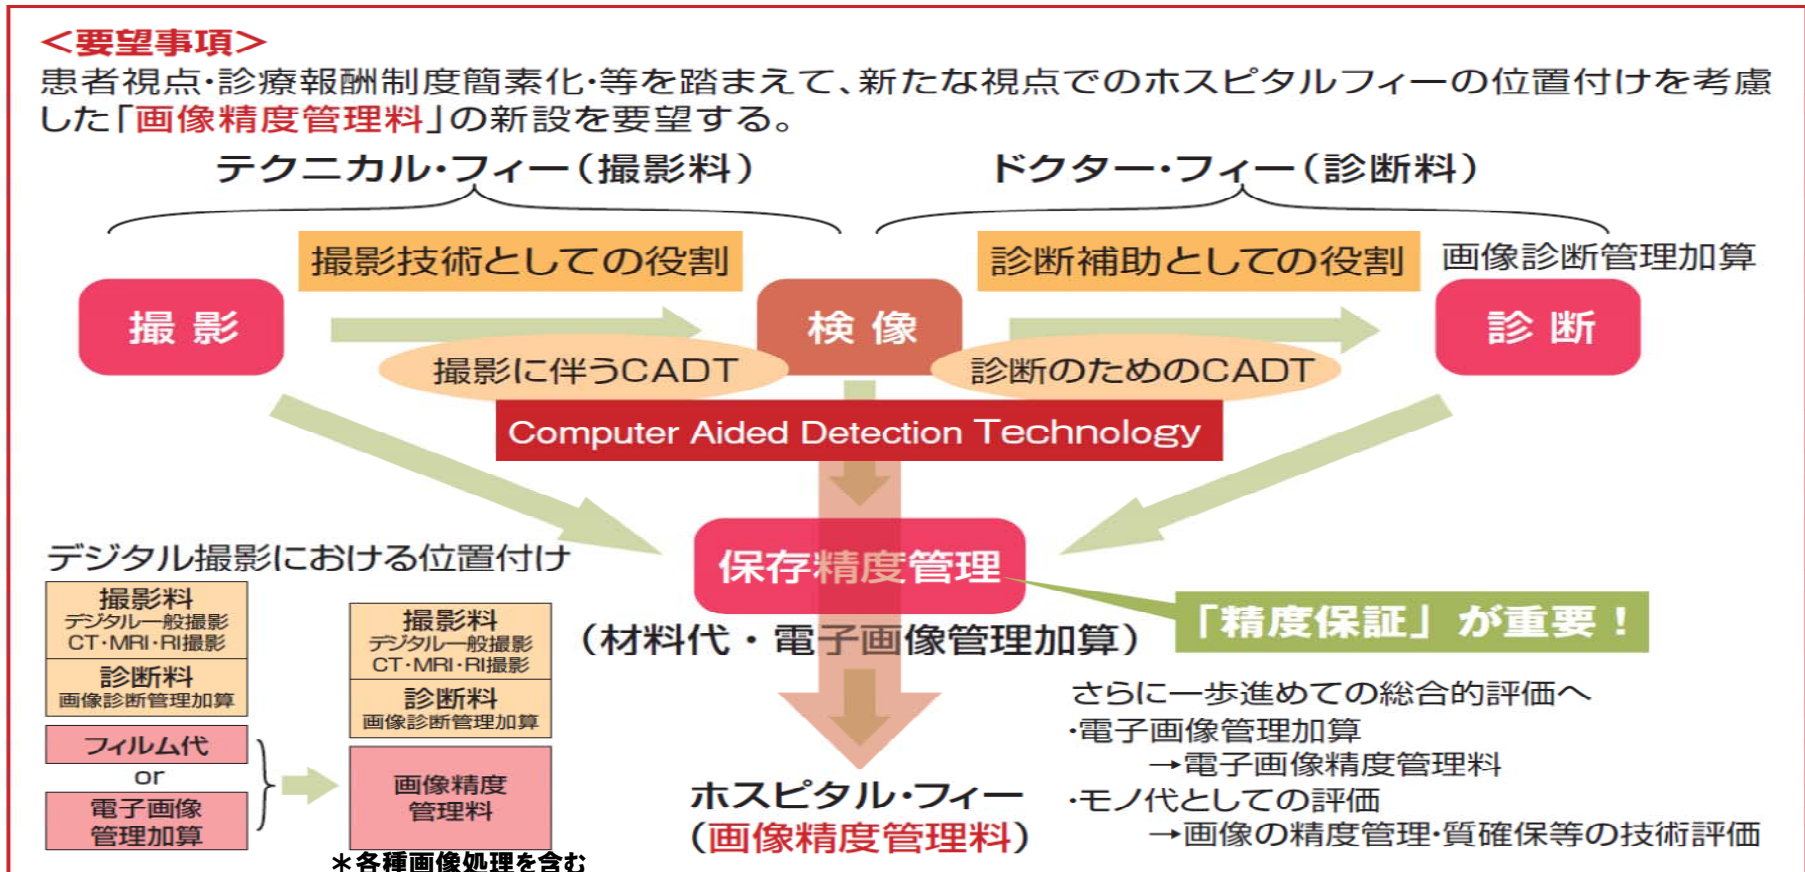 ＜要望事項＞
患者視点･診療報酬制度簡素化･等を踏まえて、新たな視点でのホスピタルフィーの位置付けを考慮
した｢画像精度管理料｣の新設を要望する。
テクニカル･フィー（撮影料）
ドクター･フィー（診断料）
撮影技術としての役割
診断補助としての役割
画像診断管理加算
撮 影
検 像
診 断
撮影に伴うCADT
診断のためのCADT
Computer Aided Detection Technology
保存精度管理
（材料代・電子画像管理加算）
「精度保証」が重要！
デジタル撮影における位置付け
撮影料
デジタル一般撮影
CT･MRI･RI撮影
診断料
画像診断管理加算
フィルム代
or
電子画像
管理加算
撮影料
デジタル一般撮影
CT･MRI･RI撮影
診断料
画像診断管理加算
画像精度
管理料
＊各種画像処理を含む
ホスピタル･フィー
（画像精度管理料）
さらに一歩進めての総合的評価へ
･電子画像管理加算
→電子画像精度管理料
･モノ代としての評価
→画像の精度管理･質確保等の技術評価